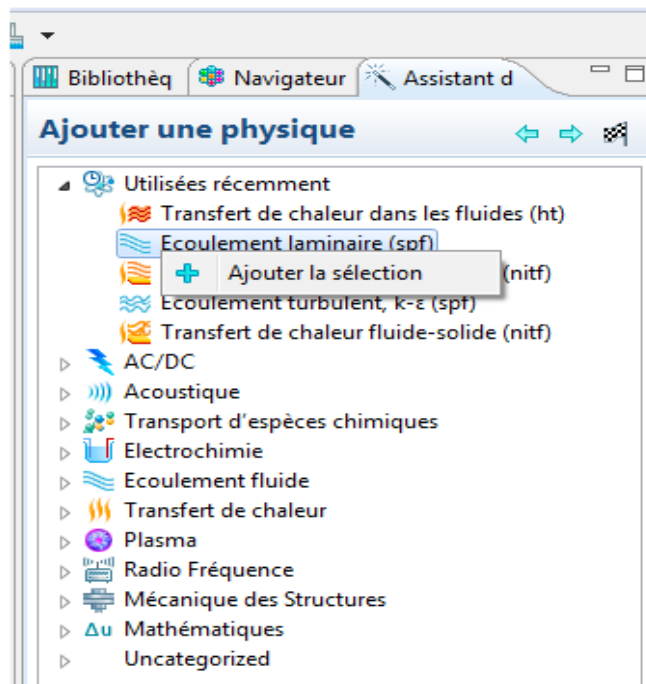 Bibliothèq Navigateur Assistant d
Ajouter une physique
Utilisées récemment
Transfert de chaleur dans les fluides (ht)
Ecoulement laminaire (spf)
Ajouter la sélection (nitf)
Ecoulement turbulent, k-ε (spf)
Transfert de chaleur fluide-solide (nitf)
AC/DC
Acoustique
Transport d'espèces chimiques
Electrochimie
Ecoulement fluide
Transfert de chaleur
Plasma
Radio Fréquence
Mécanique des Structures
Δu Mathématiques
Uncategorized